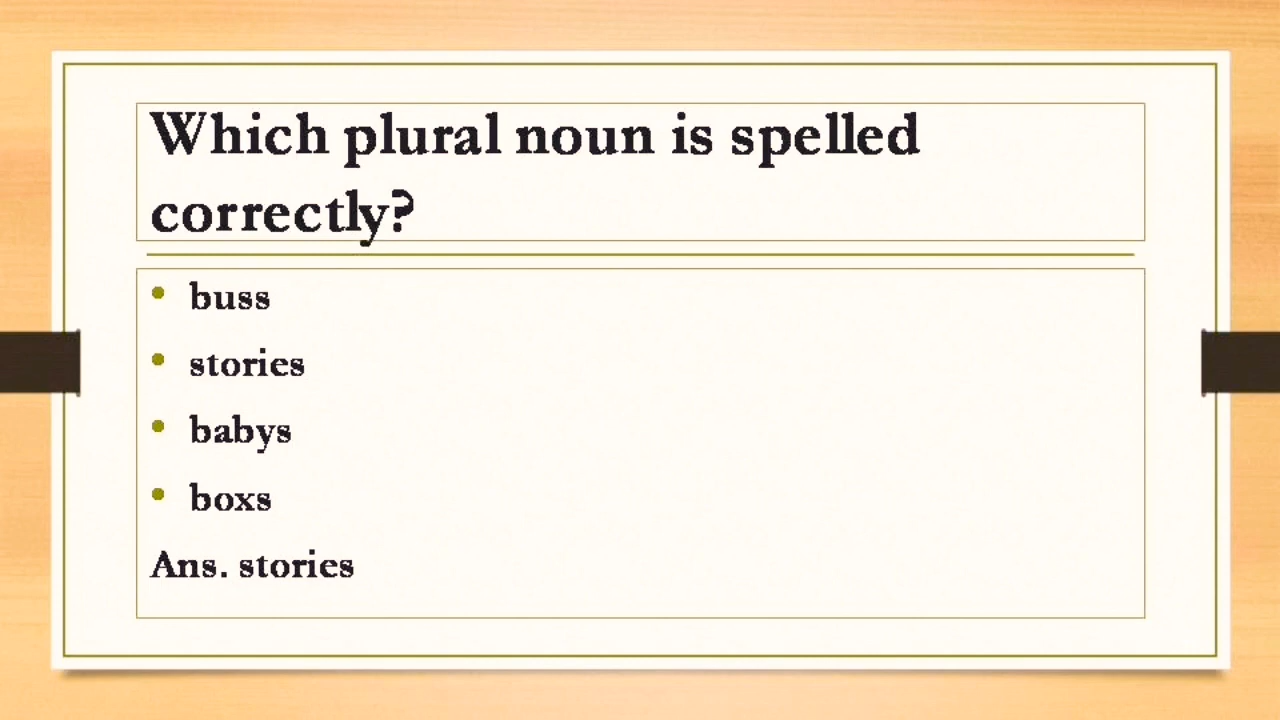 Which plural noun is spelled
correctly?
• buss
• stories
• babys
• boxs
Ans. stories